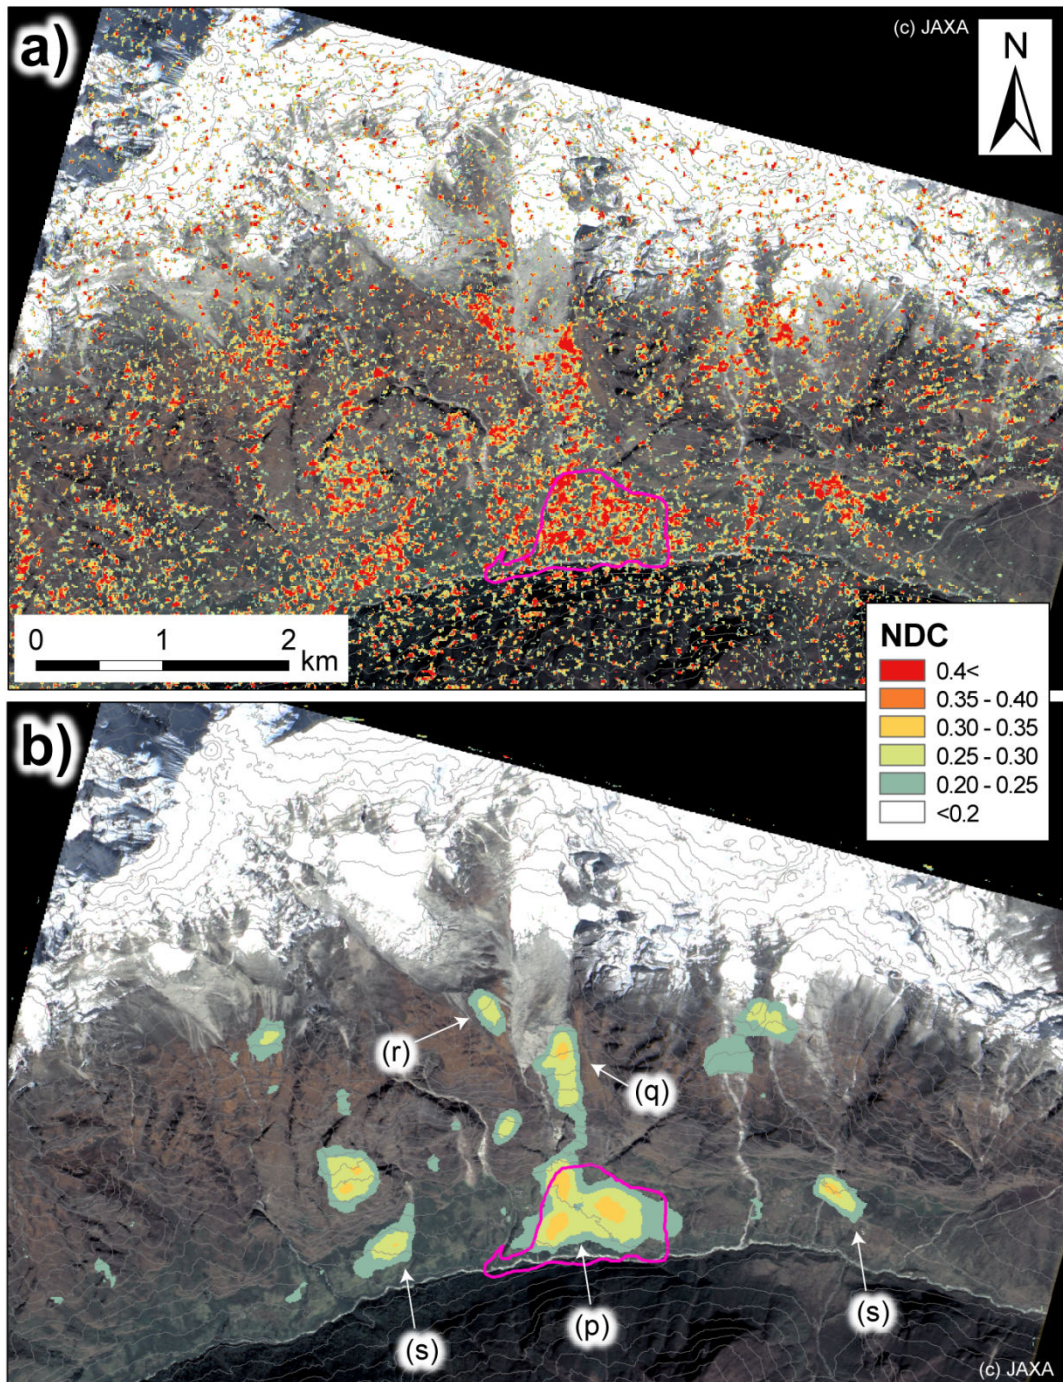 a)
(c) JAXA
N
0 1 2
km
NDC
0.4<
0.35 - 0.40
0.30 - 0.35
0.25 - 0.30
0.20 - 0.25
<0.2
b)
(r)
(q)
(s)
(p)
(s)
(c) JAXA